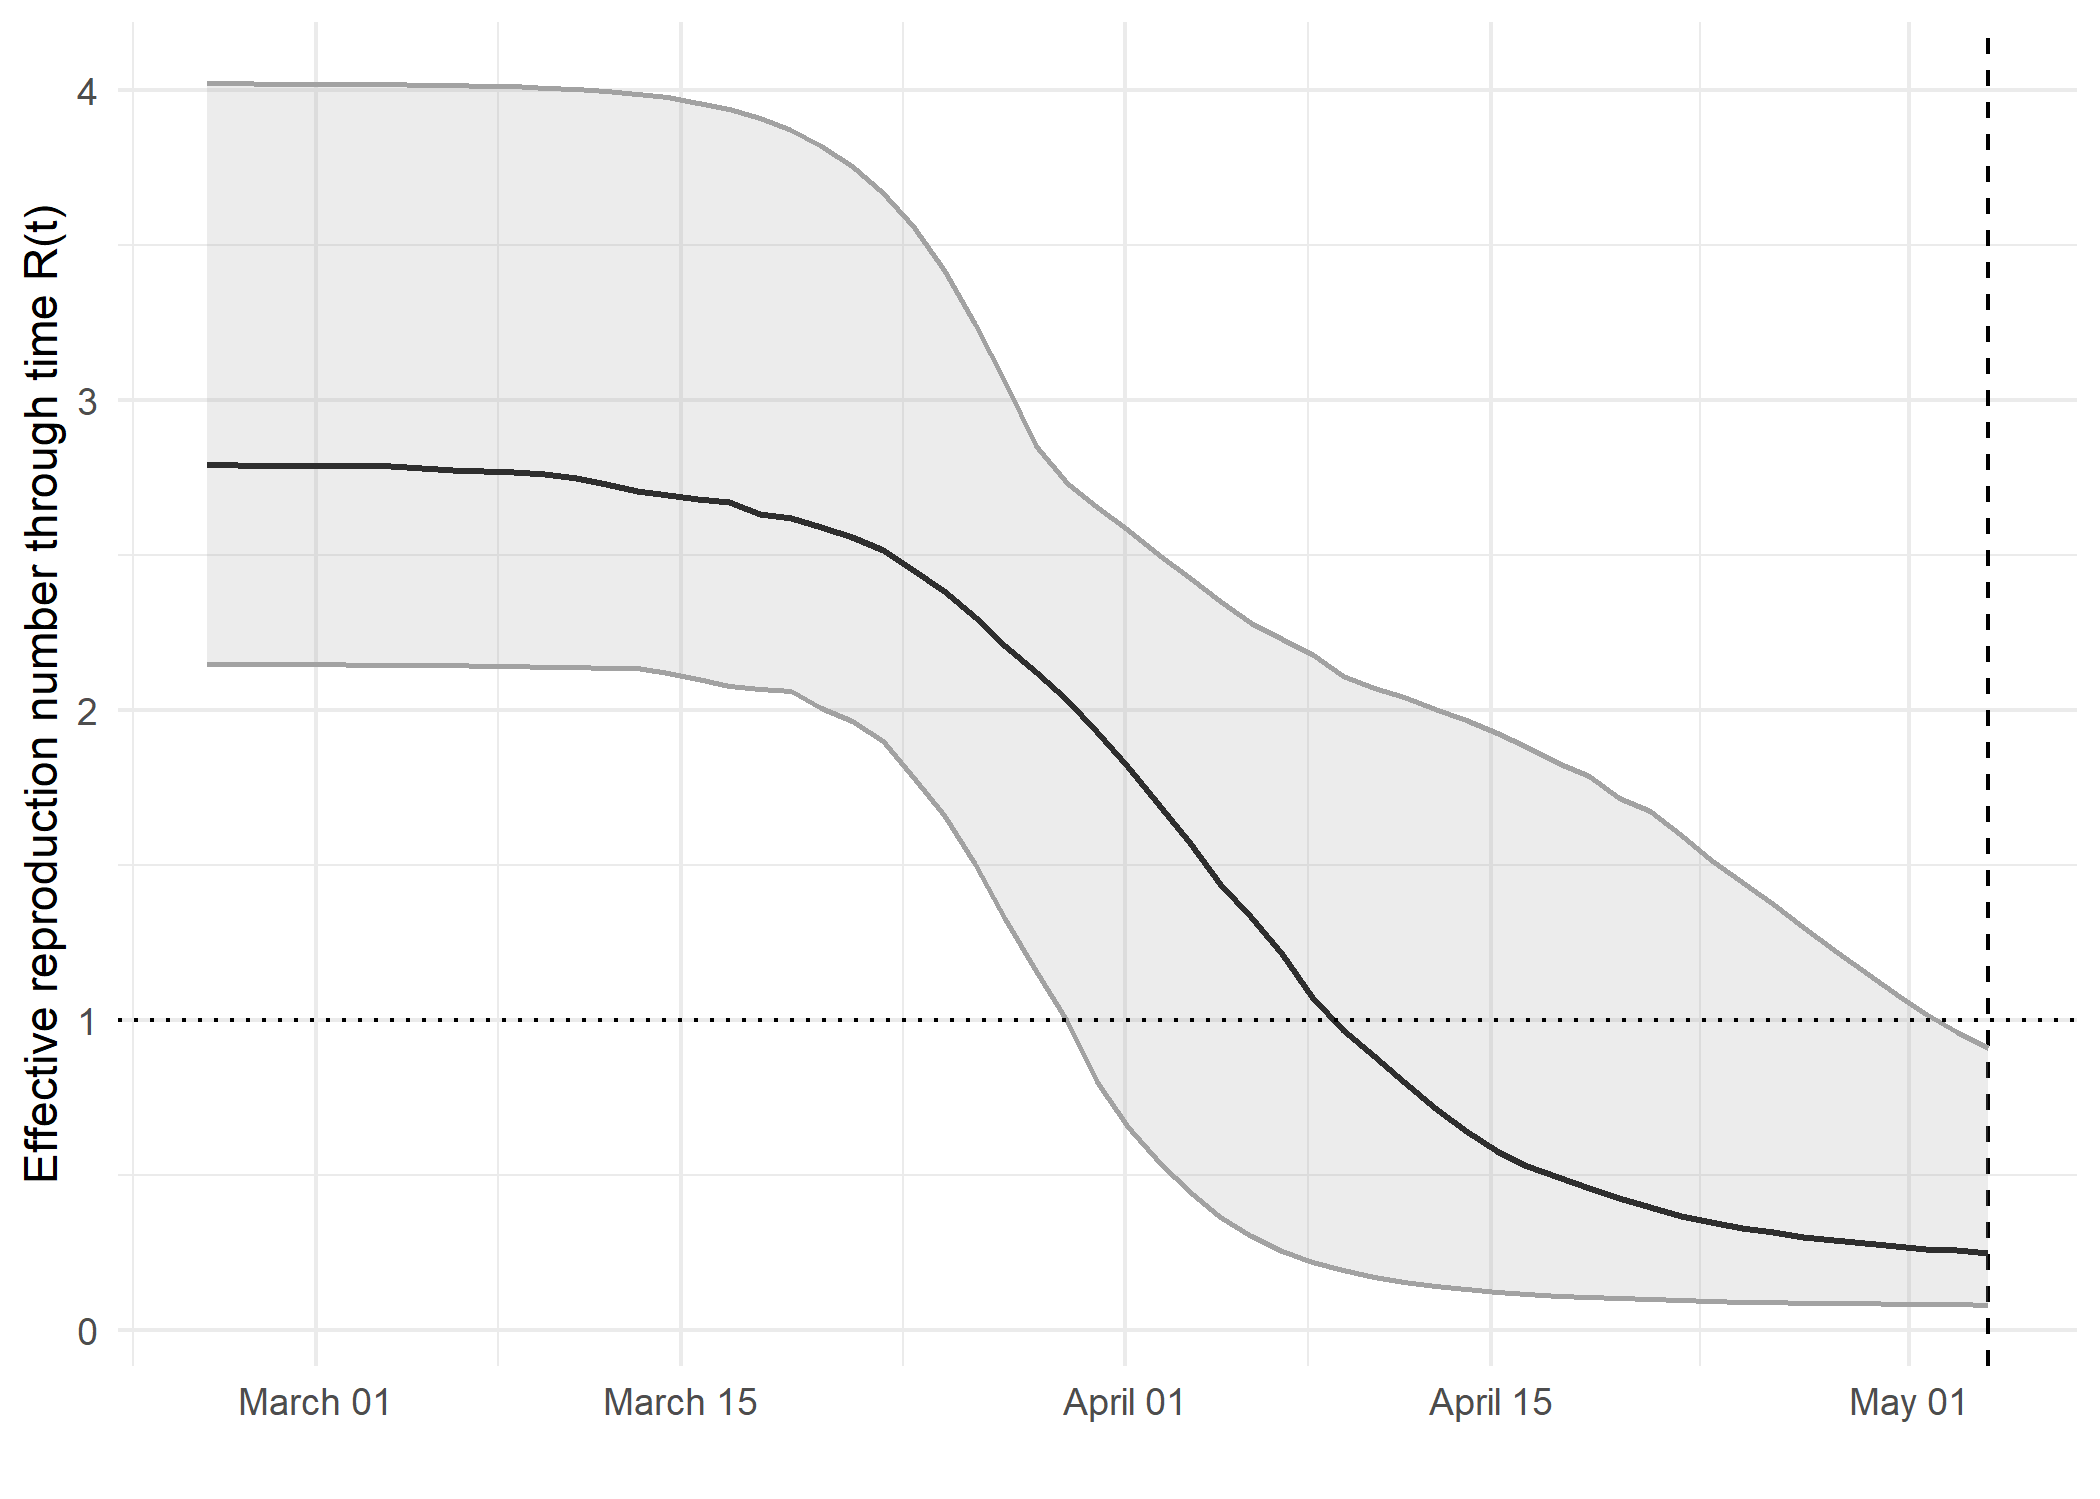 Effective reproduction number through time R(t)
4
3
2
1
0
March 01
March 15
April 01
April 15
May 01